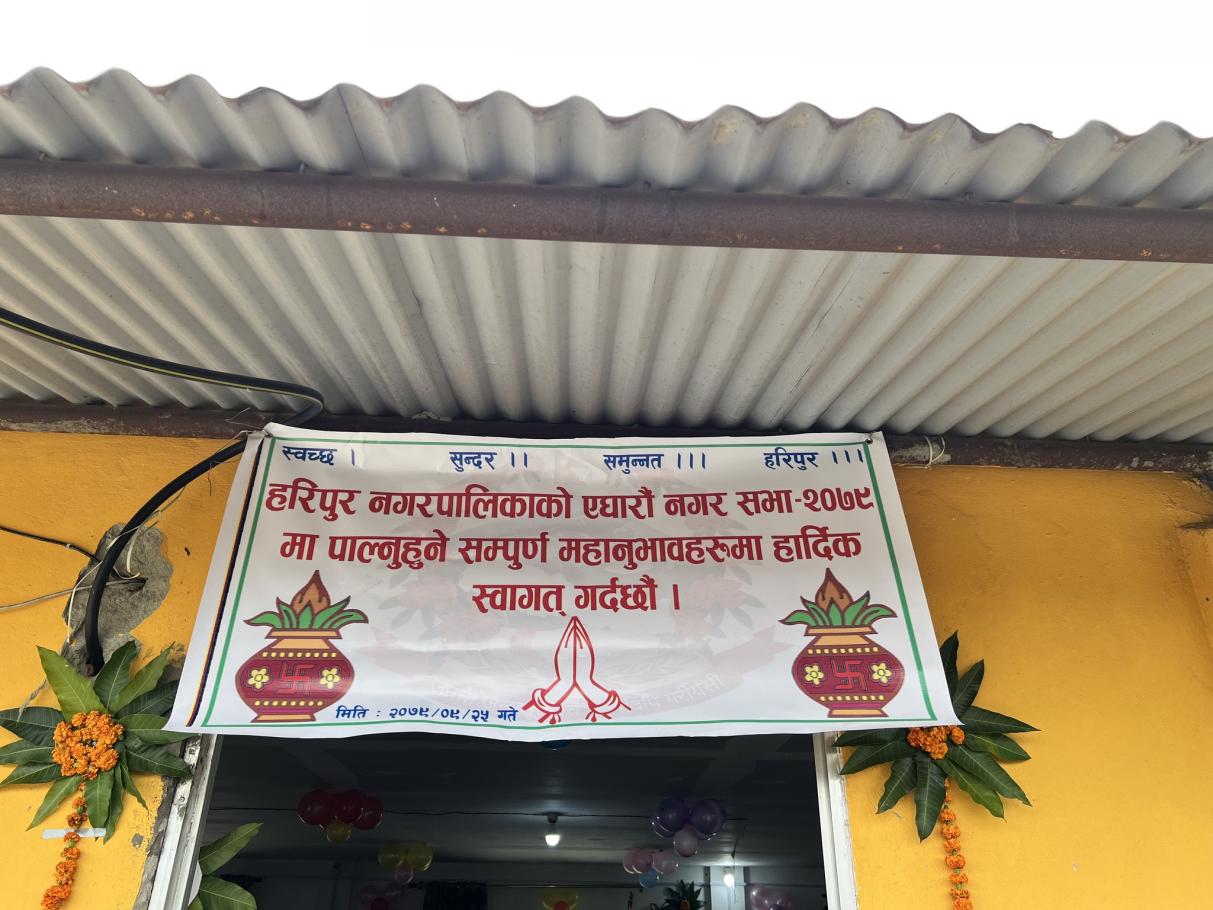 स्वच्छ । सुन्दर ।। समुन्नत ।।। हरिपुर ।।।
हरिपुर नगरपालिकाको एघारौं नगर सभा-२०७९
मा पाल्नुहुने सम्पुर्ण महानुभावहरुमा हार्दिक
स्वागत् गर्दछौं ।
मिति : २०७९/०९/२५ गते